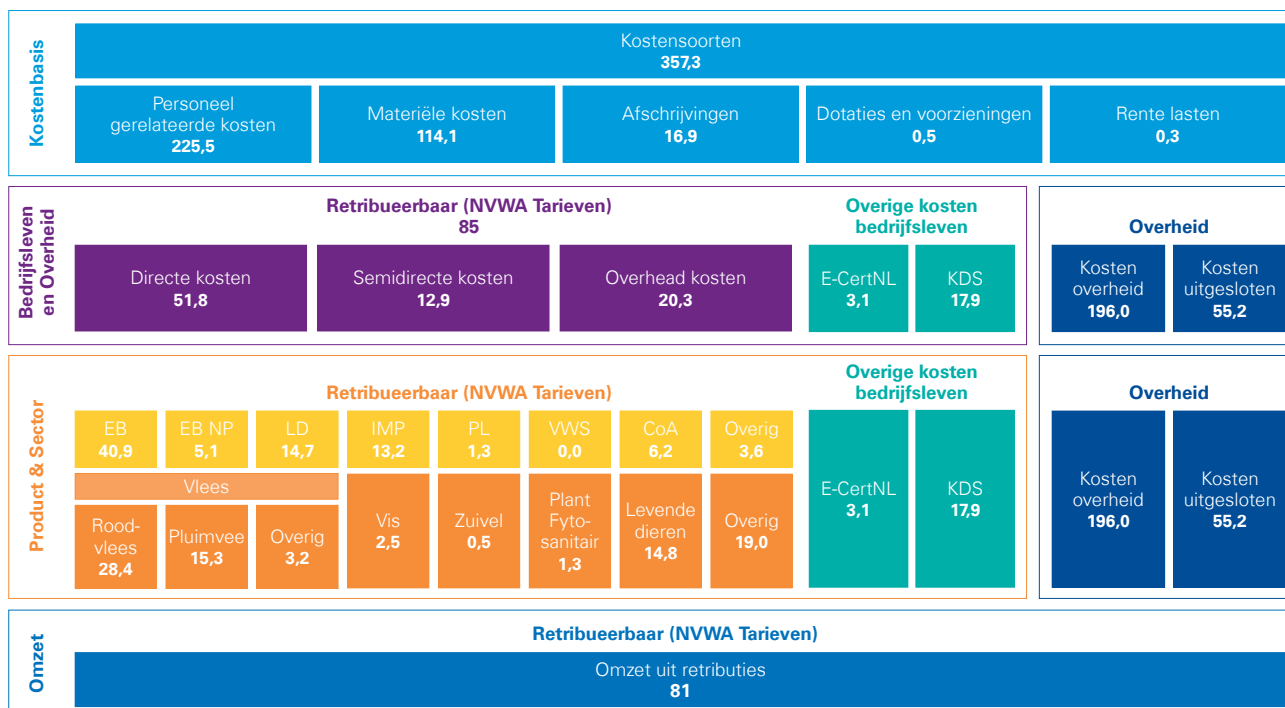 Kostenbasis
Kostensoorten
357,3
Personeel
gerelateerde kosten
225,5
Materiële kosten
114,1
Afschrijvingen
16,9
Dotaties en voorzieningen
0,5
Rente lasten
0,3
Bedrijfsleven
en Overheid
Retribueerbaar (NVWA Tarieven)
85
Directe kosten
51,8
Semidirecte kosten
12,9
Overhead kosten
20,3
Overige kosten
bedrijfsleven
E-CertNL
3,1
KDS
17,9
Overheid
Kosten
overheid
196,0
Kosten
uitgesloten
55,2
Product & Sector
Retribueerbaar (NVWA Tarieven)
EB
40,9
EB NP
5,1
LD
14,7
IMP
13,2
PL
1,3
VWS
0,0
CoA
6,2
Overig
3,6
Vlees
Rood-
vlees
28,4
Pluimvee
15,3
Overig
3,2
Vis
2,5
Zuivel
0,5
Plant
Fyto-
sanitair
1,3
Levende
dieren
14,8
Overig
19,0
Overige kosten
bedrijfsleven
E-CertNL
3,1
KDS
17,9
Overheid
Kosten
overheid
196,0
Kosten
uitgesloten
55,2
Omzet
Retribueerbaar (NVWA Tarieven)
Omzet uit retributies
81